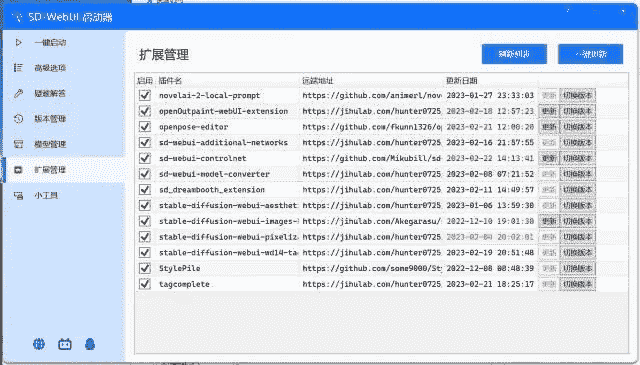 SD-WebUI 启动器
一键启动
高级选项
疑难解答
版本管理
模型管理
扩展管理
小工具
扩展管理
刷新列表
一键更新
启用 插件名 远端地址 更新日期
novelai-2-local-prompt https://github.com/animerl/nove 2023-01-27 23:33:03 更新 切换版本
openOutpaint-webUI-extension https://jihulab.com/hunter0725, 2023-02-18 12:57:23 更新 切换版本
openpose-editor https://github.com/fkunn1326/op 2023-02-21 12:00:20 更新 切换版本
sd-webui-additional-networks https://jihulab.com/hunter0725, 2023-02-16 21:57:55 更新 切换版本
sd-webui-controlnet https://github.com/Mikubill/sd- 2023-02-22 14:13:41 更新 切换版本
sd-webui-model-converter https://jihulab.com/hunter0725, 2023-02-08 07:21:52 更新 切换版本
sd_dreambooth_extension https://jihulab.com/hunter0725, 2023-02-11 14:49:57 更新 切换版本
stable-diffusion-webui-aesthet https://jihulab.com/hunter0725, 2023-01-06 13:59:38 更新 切换版本
stable-diffusion-webui-images- https://jihulab.com/Akegarasu/ 2022-12-10 19:01:30 更新 切换版本
stable-diffusion-webui-pixeliz https://jihulab.com/hunter0725, 2023-02-04 20:02:01 更新 切换版本
stable-diffusion-webui-wd14-ta https://jihulab.com/hunter0725, 2023-02-19 20:51:48 更新 切换版本
StylePile https://github.com/some9000/Sty 2022-12-08 08:48:39 更新 切换版本
tagcomplete https://jihulab.com/hunter0725, 2023-02-21 18:25:17 更新 切换版本